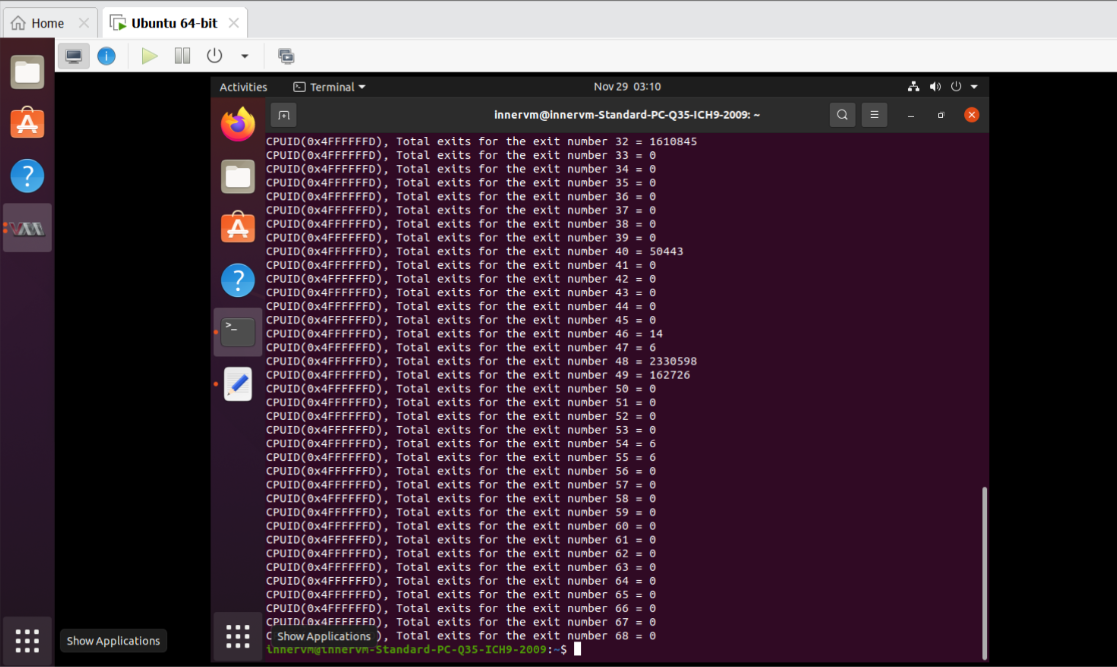 Home
Ubuntu 64-bit
Activities
Terminal
Nov 29 03:10
innervm@innervm-Standard-PC-Q35-ICH9-2009: ~
CPUID(0x4FFFFFFD), Total exits for the exit number 32 = 1610845
CPUID(0x4FFFFFFD), Total exits for the exit number 33 = 0
CPUID(0x4FFFFFFD), Total exits for the exit number 34 = 0
CPUID(0x4FFFFFFD), Total exits for the exit number 35 = 0
CPUID(0x4FFFFFFD), Total exits for the exit number 36 = 0
CPUID(0x4FFFFFFD), Total exits for the exit number 37 = 0
CPUID(0x4FFFFFFD), Total exits for the exit number 38 = 0
CPUID(0x4FFFFFFD), Total exits for the exit number 39 = 0
CPUID(0x4FFFFFFD), Total exits for the exit number 40 = 50443
CPUID(0x4FFFFFFD), Total exits for the exit number 41 = 0
CPUID(0x4FFFFFFD), Total exits for the exit number 42 = 0
CPUID(0x4FFFFFFD), Total exits for the exit number 43 = 0
CPUID(0x4FFFFFFD), Total exits for the exit number 44 = 0
CPUID(0x4FFFFFFD), Total exits for the exit number 45 = 0
CPUID(0x4FFFFFFD), Total exits for the exit number 46 = 14
CPUID(0x4FFFFFFD), Total exits for the exit number 47 = 6
CPUID(0x4FFFFFFD), Total exits for the exit number 48 = 2330598
CPUID(0x4FFFFFFD), Total exits for the exit number 49 = 162726
CPUID(0x4FFFFFFD), Total exits for the exit number 50 = 0
CPUID(0x4FFFFFFD), Total exits for the exit number 51 = 0
CPUID(0x4FFFFFFD), Total exits for the exit number 52 = 0
CPUID(0x4FFFFFFD), Total exits for the exit number 53 = 0
CPUID(0x4FFFFFFD), Total exits for the exit number 54 = 6
CPUID(0x4FFFFFFD), Total exits for the exit number 55 = 6
CPUID(0x4FFFFFFD), Total exits for the exit number 56 = 0
CPUID(0x4FFFFFFD), Total exits for the exit number 57 = 0
CPUID(0x4FFFFFFD), Total exits for the exit number 58 = 0
CPUID(0x4FFFFFFD), Total exits for the exit number 59 = 0
CPUID(0x4FFFFFFD), Total exits for the exit number 60 = 0
CPUID(0x4FFFFFFD), Total exits for the exit number 61 = 0
CPUID(0x4FFFFFFD), Total exits for the exit number 62 = 0
CPUID(0x4FFFFFFD), Total exits for the exit number 63 = 0
CPUID(0x4FFFFFFD), Total exits for the exit number 64 = 0
CPUID(0x4FFFFFFD), Total exits for the exit number 65 = 0
CPUID(0x4FFFFFFD), Total exits for the exit number 66 = 0
CPUID(0x4FFFFFFD), Total exits for the exit number 67 = 0
C Show Applications ), Total exits for the exit number 68 = 0
innervm@innervm-Standard-PC-Q35-ICH9-2009:~$
Show Applications